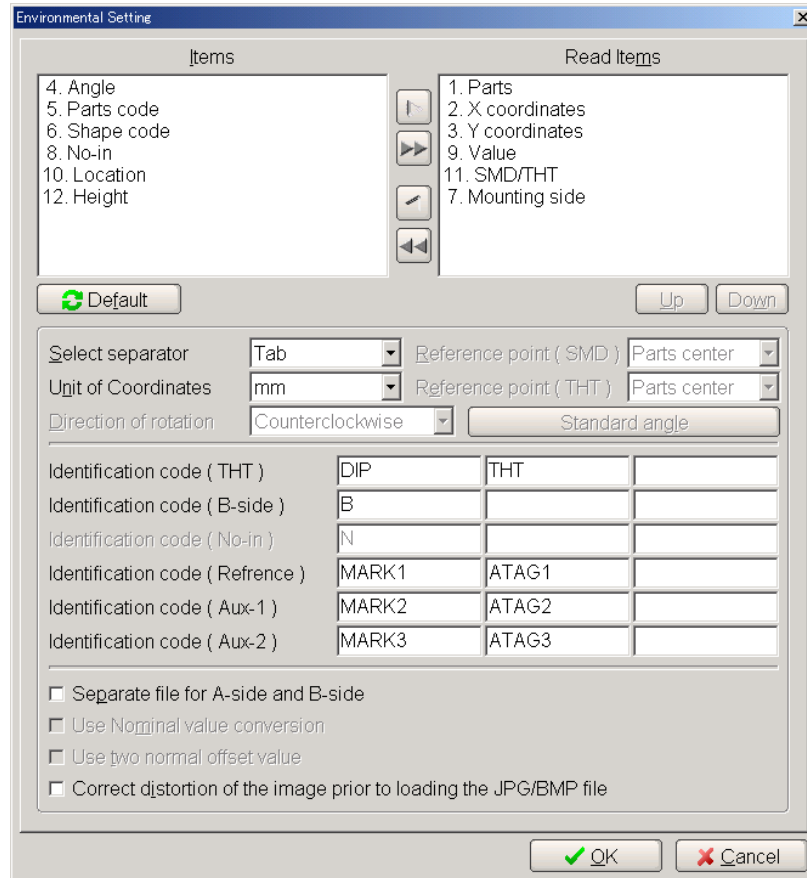 Environmental Setting
Items
Read Items
4. Angle
5. Parts code
6. Shape code
8. No-in
10. Location
12. Height
1. Parts
2. X coordinates
3. Y coordinates
9. Value
11. SMD/THT
7. Mounting side
Default
Up
Down
Select separator
Tab
Reference point ( SMD )
Parts center
Unit of Coordinates
mm
Reference point ( THT )
Parts center
Direction of rotation
Counterclockwise
Standard angle
Identification code ( THT )
DIP
THT
Identification code ( B-side )
B
Identification code ( No-in )
N
Identification code ( Refrence )
MARK1
ATAG1
Identification code ( Aux-1 )
MARK2
ATAG2
Identification code ( Aux-2 )
MARK3
ATAG3
Separate file for A-side and B-side
Use Nominal value conversion
Use two normal offset value
Correct distortion of the image prior to loading the JPG/BMP file
OK
Cancel